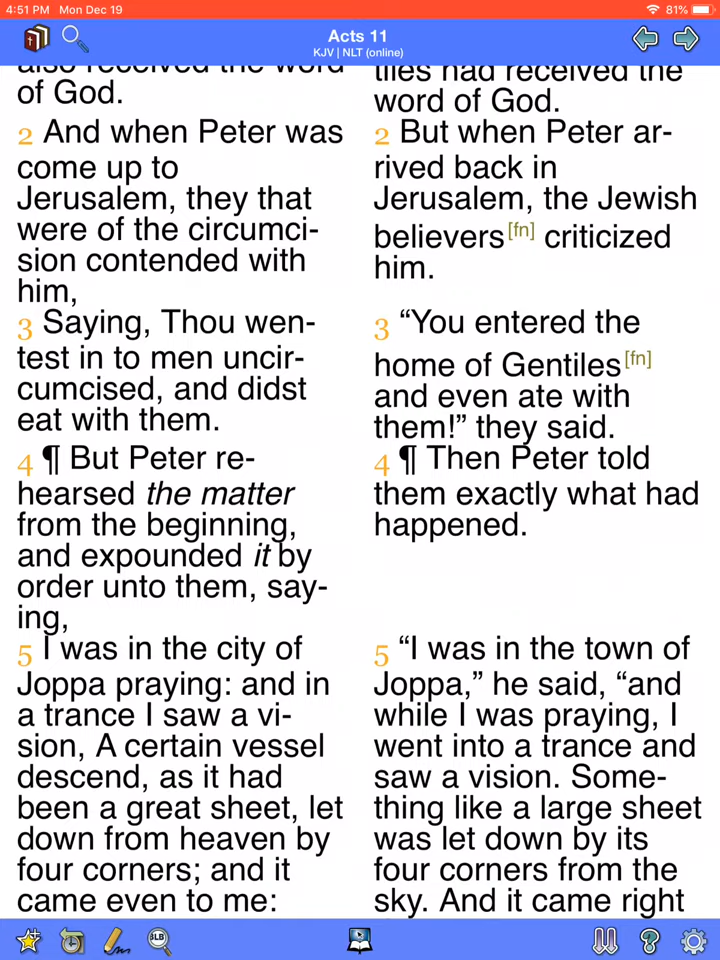 4:51 PM Mon Dec 19
81%
Acts 11
KJV | NLT (online)
also received the word
of God.
2 And when Peter was
come up to
Jerusalem, they that
were of the circumci-
sion contended with
him,
3 Saying, Thou wen-
test in to men uncir-
cumcised, and didst
eat with them.
4 ¶ But Peter re-
hearsed the matter
from the beginning,
and expounded it by
order unto them, say-
ing,
5 I was in the city of
Joppa praying: and in
a trance I saw a vi-
sion, A certain vessel
descend, as it had
been a great sheet, let
down from heaven by
four corners; and it
came even to me:
tiles had received the
word of God.
2 But when Peter ar-
rived back in
Jerusalem, the Jewish
believers[fn] criticized
him.
3 “You entered the
home of Gentiles[fn]
and even ate with
them!” they said.
4 ¶ Then Peter told
them exactly what had
happened.
5 “I was in the town of
Joppa,” he said, “and
while I was praying, I
went into a trance and
saw a vision. Some-
thing like a large sheet
was let down by its
four corners from the
sky. And it came right
BLB